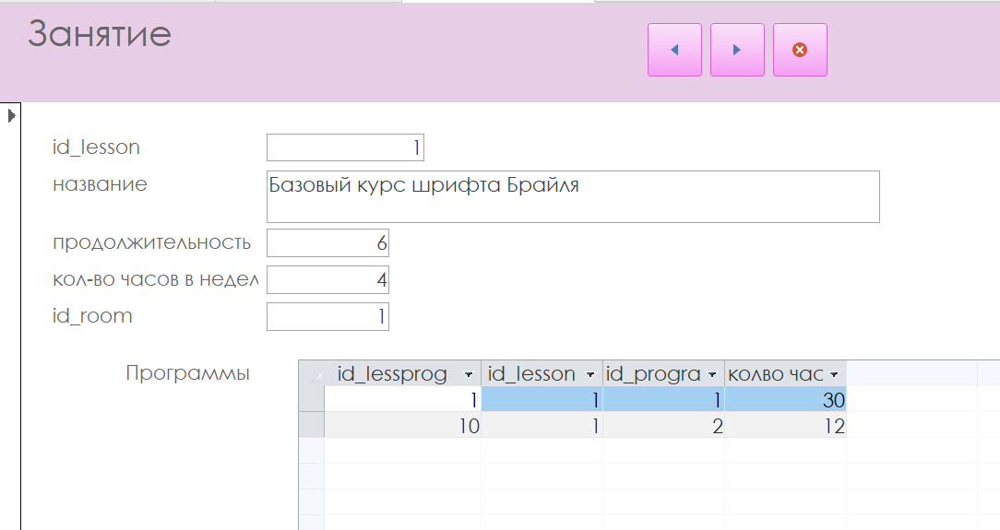 Занятие
id_lesson 1
название Базовый курс шрифта Брайля
продолжительность 6
кол-во часов в недел 4
id_room 1
Программы
id_lessprog id_lesson id_progra колво час
1 1 1 30
10 1 2 12